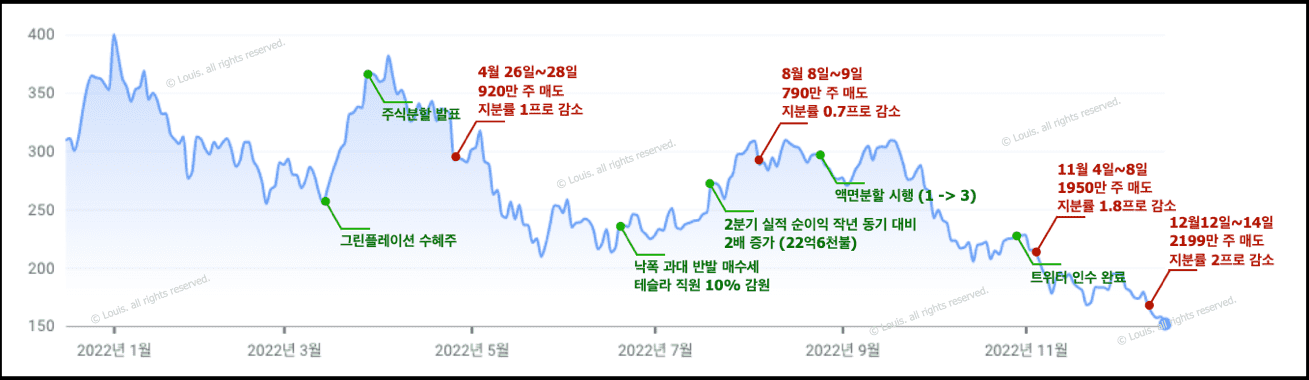 400
350
300
250
200
150
© Louis. all rights reserved.
주식분할 발표
4월 26일~28일
920만 주 매도
지분률 1프로 감소
그린플레이션 수혜주
© Louis. all rights reserved.
8월 8일~9일
790만 주 매도
지분률 0.7프로 감소
© Louis. all rights reserved.
액면분할 시행 (1 -> 3)
2분기 실적 순이익 작년 동기 대비
2배 증가 (22억6천불)
낙폭 과대 반발 매수세
테슬라 직원 10% 감원
11월 4일~8일
1950만 주 매도
지분률 1.8프로 감소
트위터 인수 완료
12월12일~14일
2199만 주 매도
지분률 2프로 감소
© Louis. all rights reserved.
© Louis. all rights reserved.
© Louis. all rights reserved.
2022년 1월
2022년 3월
2022년 5월
2022년 7월
2022년 9월
2022년 11월